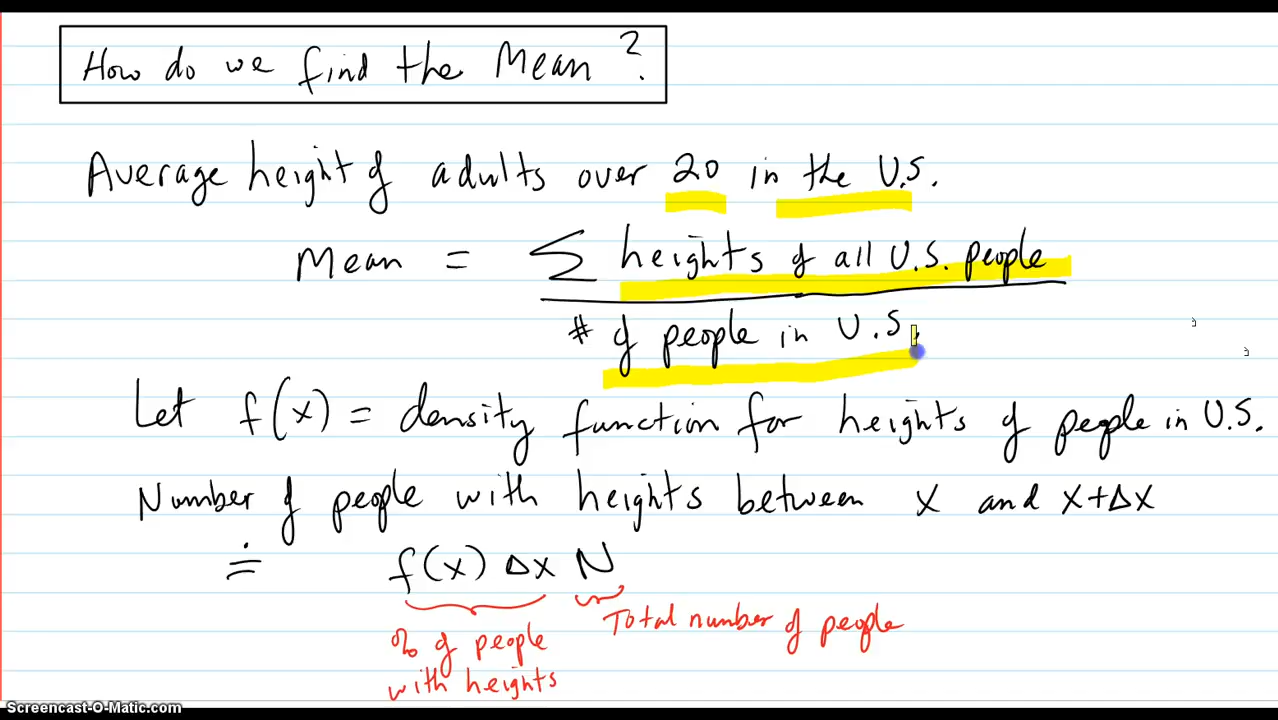 How do we find the Mean?
Average height of adults over 20 in the U.S.
Mean = ∑ heights of all U.S. people
# of people in U.S.
Let f(x) = density function for heights of people in U.S.
Number of people with heights between x and x+Δx
≐ f(x) Δx N
% of people
with heights
Total number of people
Screencast-O-Matic.com